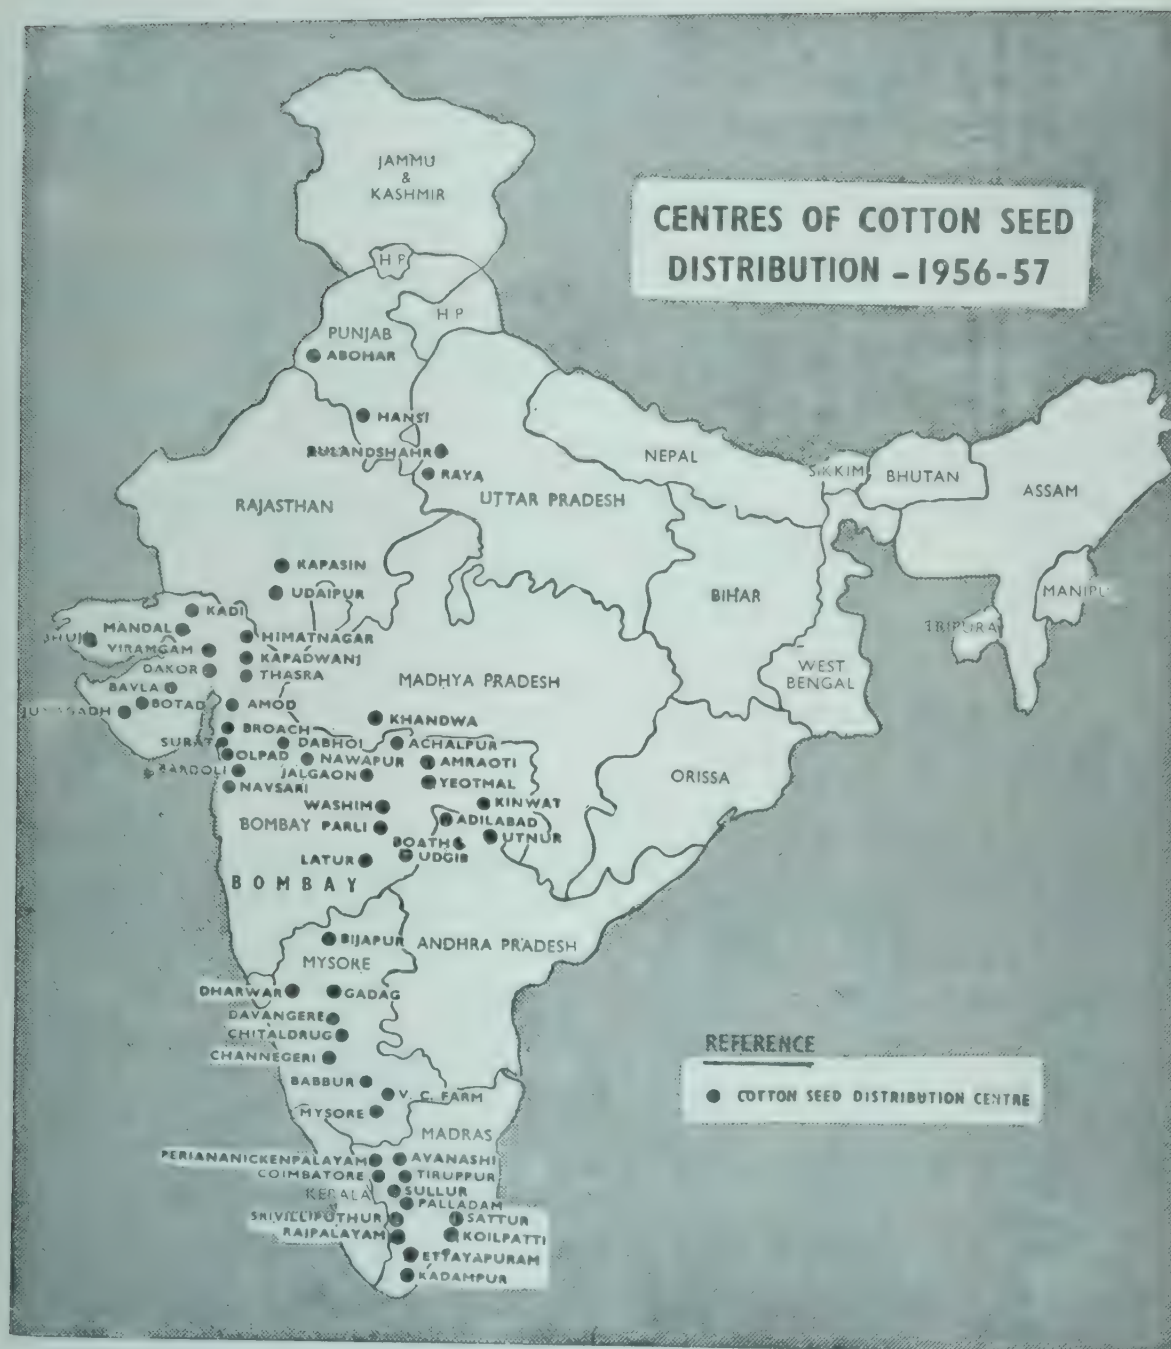 JAMMU
&
KASHMIR
CENTRES OF COTTON SEED
DISTRIBUTION – 1956-57
H P
H P
PUNJAB
ABOHAR
HANSI
BULANDSHAHR
RAYA
NEPAL
SIKKIM
BHUTAN
ASSAM
RAJASTHAN
UTTAR PRADESH
KAPASIN
UDAIPUR
BIHAR
MANIPU
KADI
MANDAL
HIMATNAGAR
TRIPURA
VIRAMGAM
KAPADWANJ
DAKOR
THASRA
WEST
BENGAL
MADHYA PRADESH
BAVLA
BOTAD
AMOD
KHANDWA
BROACH
SURAT
DABHOI
ACHALPUR
OLPAD
NAWAPUR
AMRAOTI
BARDOLI
JALGAON
YEOTMAL
ORISSA
NAVSARI
WASHIM
KINWAT
BOMBAY
PARLI
ADILABAD
UTNUR
BOATH
LATUR
UDGIR
BOMBAY
BIJAPUR
ANDHRA PRADESH
MYSORE
DHARWAR
GADAG
DAVANGERE
CHITALDRUG
CHANNEGERI
REFERENCE
BABBUR
V. C. FARM
COTTON SEED DISTRIBUTION CENTRE
MYSORE
MADRAS
PERIANANICKENPALAYAM
AVANASHI
COIMBATORE
TIRUPPUR
KERALA
SULLUR
PALLADAM
SRIVILLIPUTHUR
SATTUR
RAJPALAYAM
KOILPATTI
ETTAYAPURAM
KADAMPUR